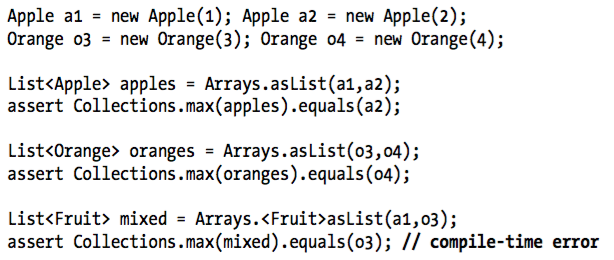 Apple a1 = new Apple(1); Apple a2 = new Apple(2);
Orange o3 = new Orange(3); Orange o4 = new Orange(4);
List<Apple> apples = Arrays.asList(a1,a2);
assert Collections.max(apples).equals(a2);
List<Orange> oranges = Arrays.asList(o3,o4);
assert Collections.max(oranges).equals(o4);
List<Fruit> mixed = Arrays.<Fruit>asList(a1,o3);
assert Collections.max(mixed).equals(o3); // compile-time error